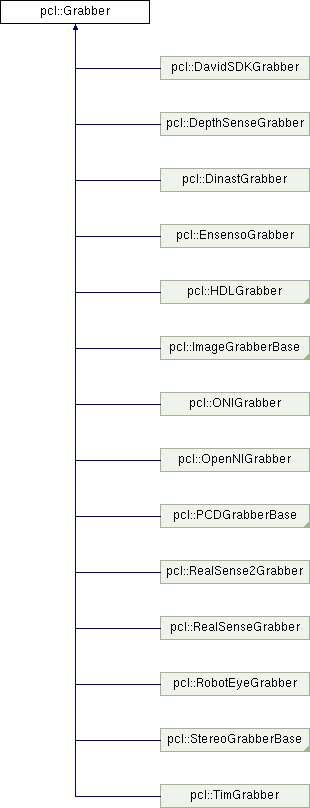 pcl::Grabber
pcl::DavidSDKGrabber
pcl::DepthSenseGrabber
pcl::DinastGrabber
pcl::EnsensoGrabber
pcl::HDLGrabber
pcl::ImageGrabberBase
pcl::ONIGrabber
pcl::OpenNIGrabber
pcl::PCDGrabberBase
pcl::RealSense2Grabber
pcl::RealSenseGrabber
pcl::RobotEyeGrabber
pcl::StereoGrabberBase
pcl::TimGrabber